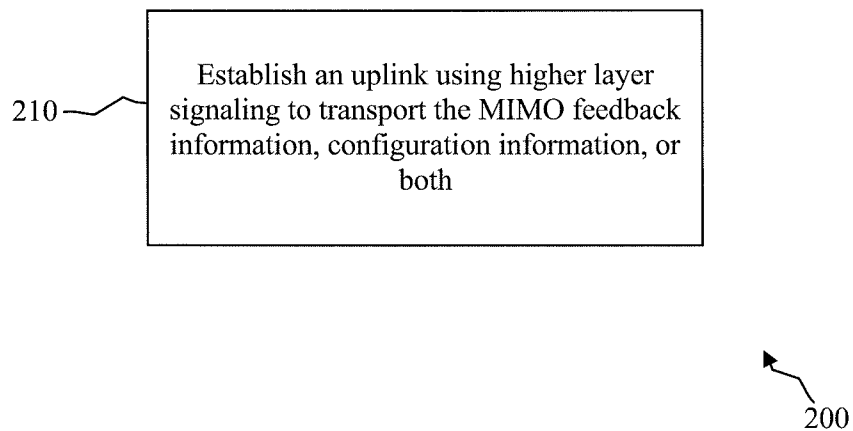 Establish an uplink using higher layer
signaling to transport the MIMO feedback
information, configuration information, or
both
210
200